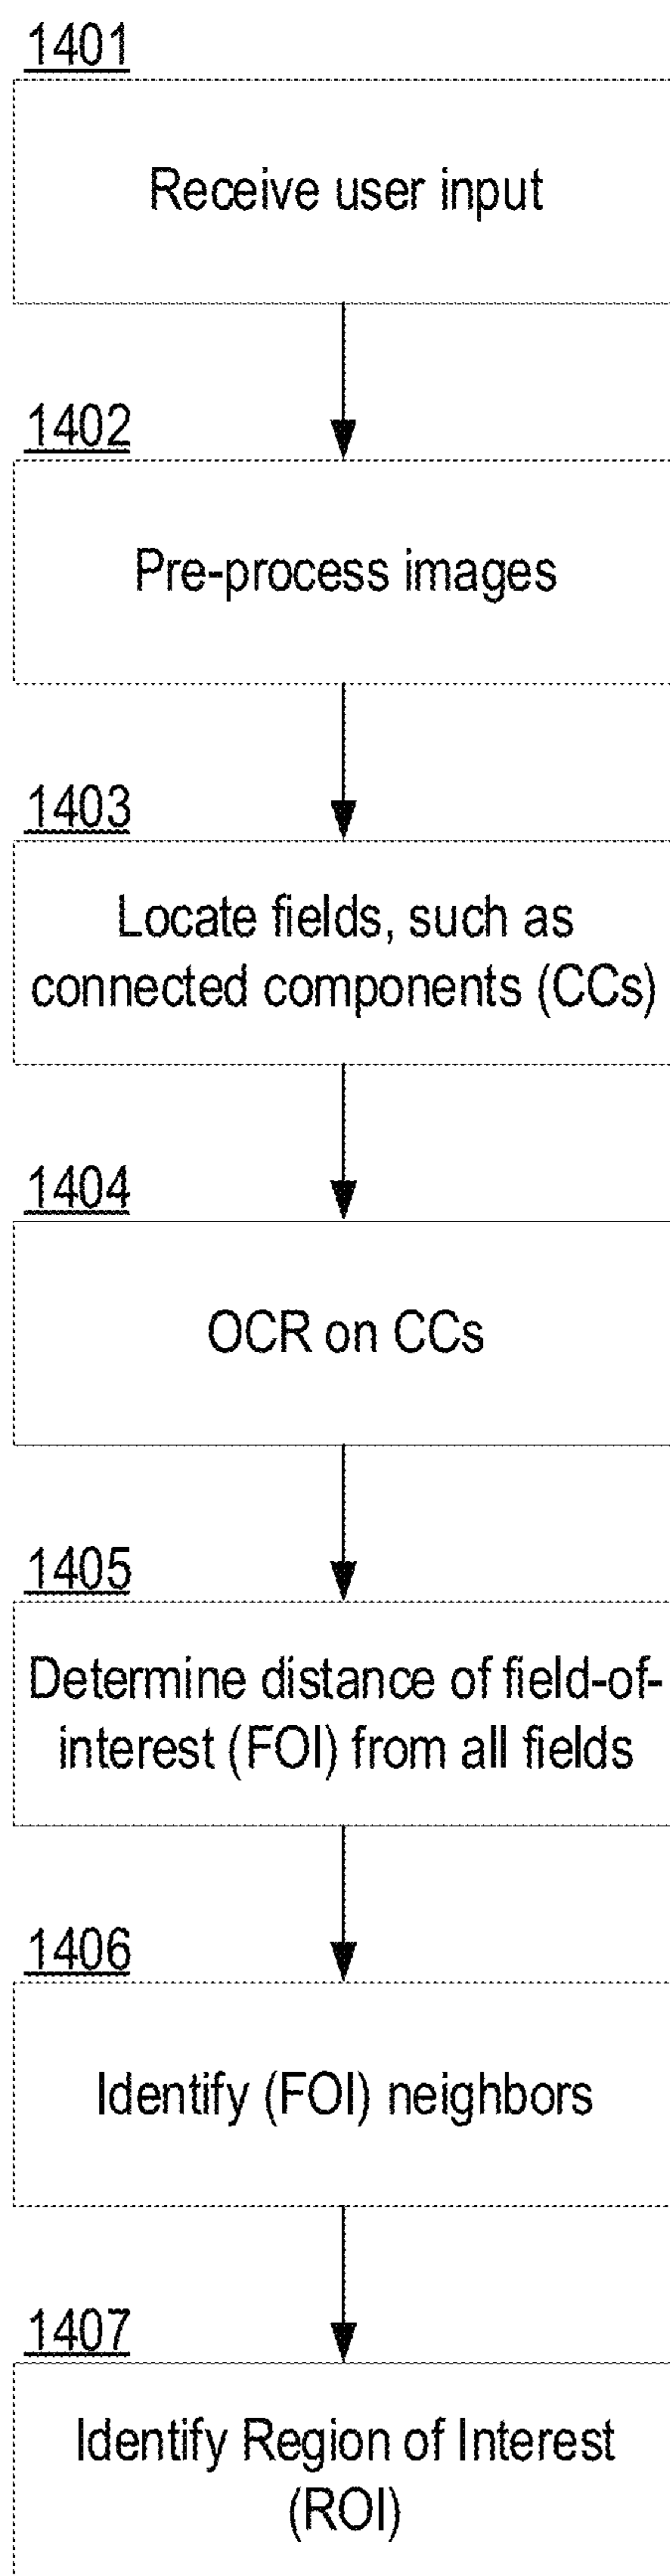 1401
Receive user input
1402
Pre-process images
1403
Locate fields, such as
connected components (CCs)
1404
OCR on CCs
1405
Determine distance of field-of-
interest (FOI) from all fields
1406
Identify (FOI) neighbors
1407
Identify Region of Interest
(ROI)